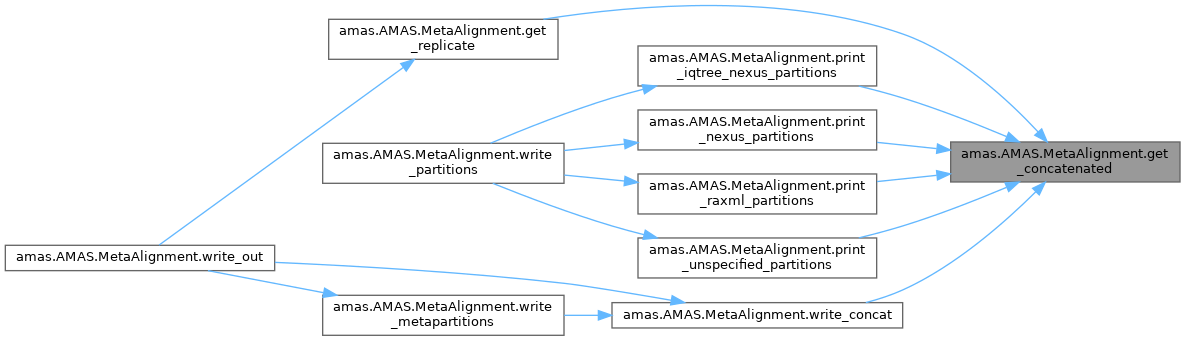 amas.AMAS.MetaAlignment.get
_replicate
amas.AMAS.MetaAlignment.print
_iqtree_nexus_partitions
amas.AMAS.MetaAlignment.print
_nexus_partitions
amas.AMAS.MetaAlignment.get
_concatenated
amas.AMAS.MetaAlignment.write
_partitions
amas.AMAS.MetaAlignment.print
_raxml_partitions
amas.AMAS.MetaAlignment.print
_unspecified_partitions
amas.AMAS.MetaAlignment.write_out
amas.AMAS.MetaAlignment.write
_metapartitions
amas.AMAS.MetaAlignment.write_concat